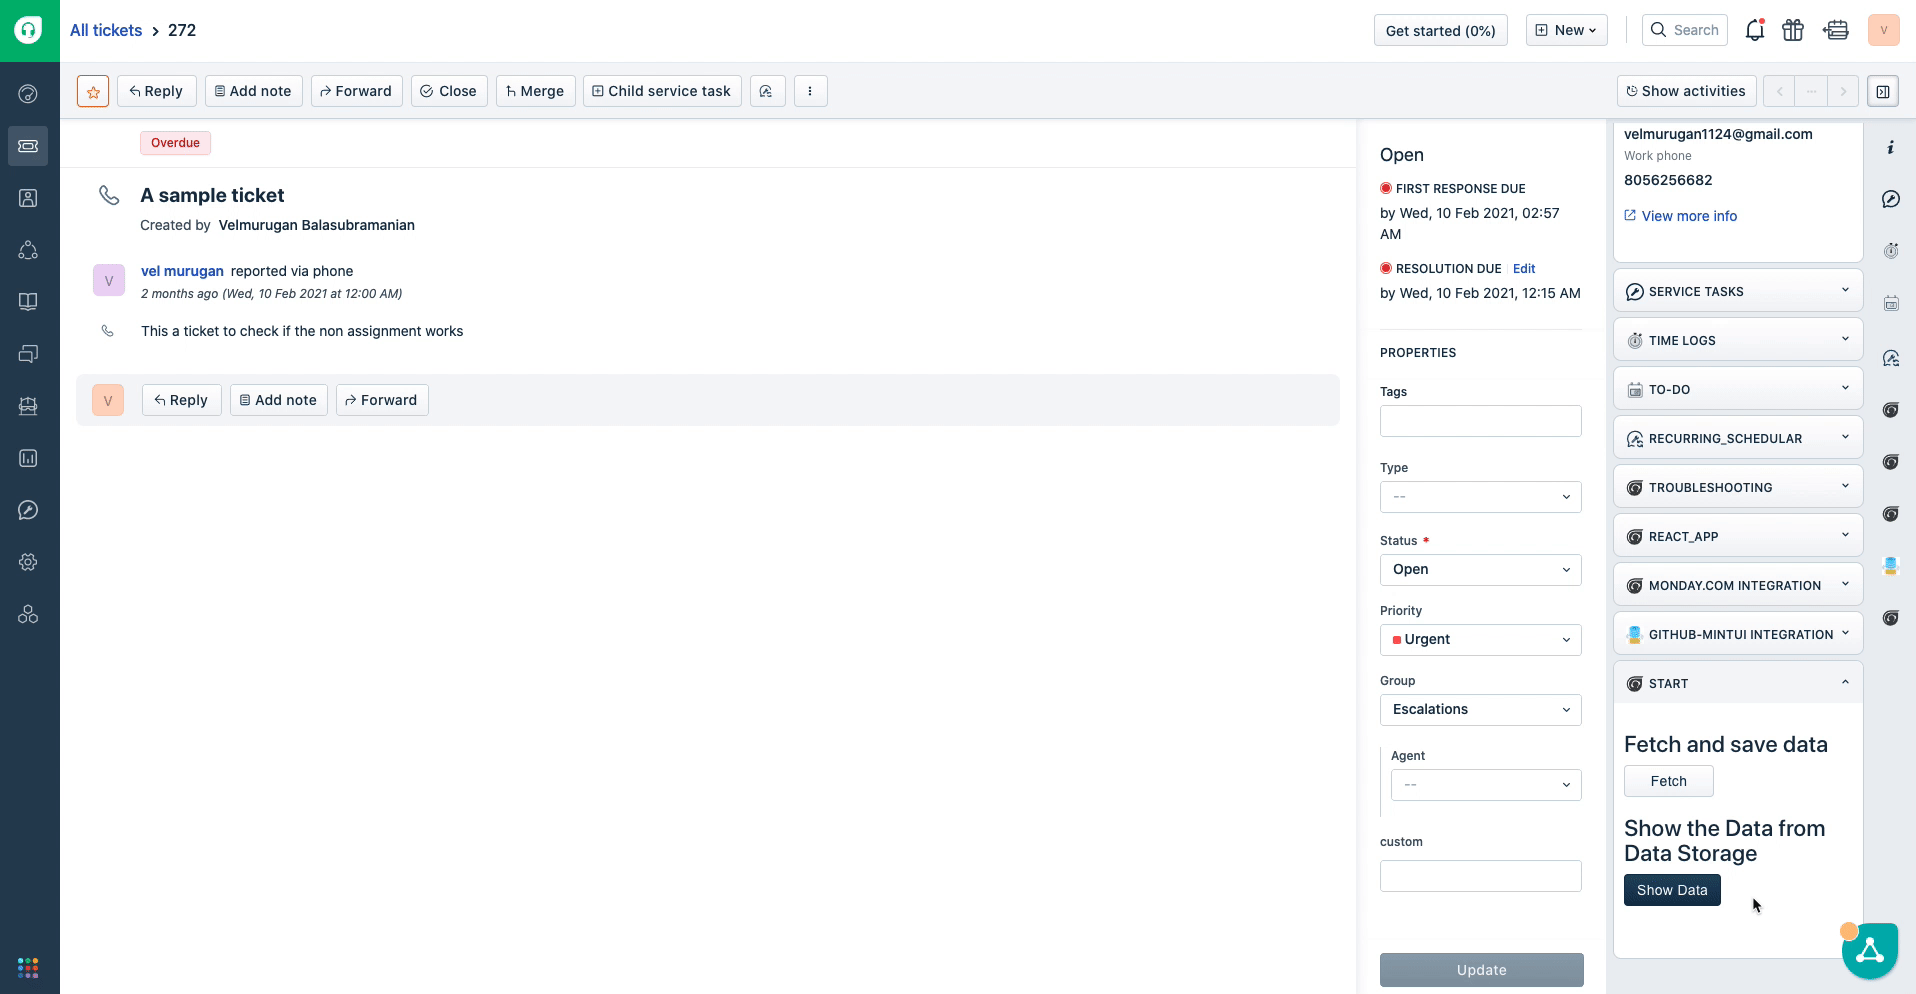 All tickets > 272
Get started (0%)
New
Search
V
Reply
Add note
Forward
Close
Merge
Child service task
Show activities
Overdue
A sample ticket
Created by Velmurugan Balasubramanian
V
vel murugan reported via phone
2 months ago (Wed, 10 Feb 2021 at 12:00 AM)
This a ticket to check if the non assignment works
V
Reply
Add note
Forward
Open
FIRST RESPONSE DUE
by Wed, 10 Feb 2021, 02:57
AM
RESOLUTION DUE
Edit
by Wed, 10 Feb 2021, 12:15 AM
PROPERTIES
Tags
Type
--
Status *
Open
Priority
Urgent
Group
Escalations
Agent
--
custom
Update
velmurugan1124@gmail.com
Work phone
8056256682
View more info
SERVICE TASKS
TIME LOGS
TO-DO
RECURRING_SCHEDULAR
TROUBLESHOOTING
REACT_APP
MONDAY.COM INTEGRATION
GITHUB-MINTUI INTEGRATION
START
Fetch and save data
Fetch
Show the Data from
Data Storage
Show Data